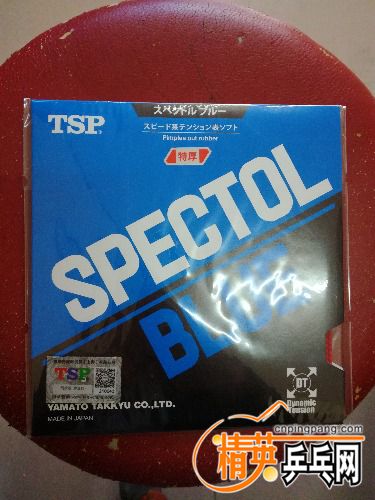 スペクトル ブルー
TSP
スピード系テンション表ソフト
Pimples out rubber
特厚
SPECTOL
BLUE
TSP
DT
Dynamic
Tension
YAMATO TAKKYU CO.,LTD.
MADE IN JAPAN
cnpingpang.com
精英乒乓网